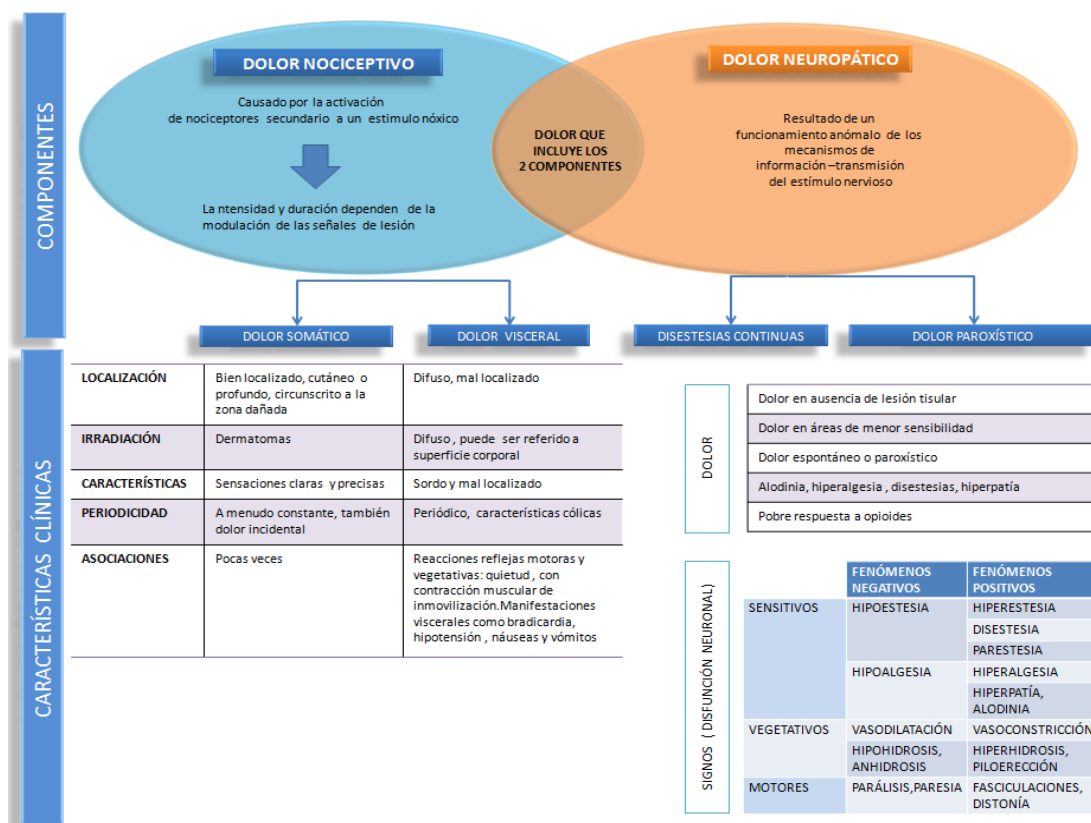 COMPONENTES
DOLOR NOCICEPTIVO
Causado por la activación
de nociceptores secundario a un estimulo nóxico
La ntensidad y duración dependen de la
modulación de las señales de lesión
DOLOR QUE
INCLUYE LOS
2 COMPONENTES
DOLOR NEUROPÁTICO
Resultado de un
funcionamiento anómalo de los
mecanismos de
información –transmisión
del estímulo nervioso
DOLOR SOMÁTICO
DOLOR VISCERAL
DISESTESIAS CONTINUAS
DOLOR PAROXÍSTICO
CARACTERÍSTICAS CLÍNICAS
LOCALIZACIÓN
Bien localizado, cutáneo o
profundo, circunscrito a la
zona dañada
Difuso, mal localizado
IRRADIACIÓN
Dermatomas
Difuso , puede ser referido a
superficie corporal
CARACTERÍSTICAS
Sensaciones claras y precisas
Sordo y mal localizado
PERIODICIDAD
A menudo constante, también
dolor incidental
Periódico, características cólicas
ASOCIACIONES
Pocas veces
Reacciones reflejas motoras y
vegetativas: quietud , con
contracción muscular de
inmovilización.Manifestaciones
viscerales como bradicardia,
hipotensión , náuseas y vómitos
DOLOR
Dolor en ausencia de lesión tisular
Dolor en áreas de menor sensibilidad
Dolor espontáneo o paroxístico
Alodinia, hiperalgesia , disestesias, hiperpatía
Pobre respuesta a opioides
SIGNOS ( DISFUNCIÓN NEURONAL)
FENÓMENOS
NEGATIVOS
FENÓMENOS
POSITIVOS
SENSITIVOS
HIPOESTESIA
HIPERESTESIA
DISESTESIA
PARESTESIA
HIPOALGESIA
HIPERALGESIA
HIPERPATÍA,
ALODINIA
VEGETATIVOS
VASODILATACIÓN
VASOCONSTRICCIÓN
HIPOHIDROSIS,
ANHIDROSIS
HIPERHIDROSIS,
PILOERECCIÓN
MOTORES
PARÁLISIS,PARESIA
FASCICULACIONES,
DISTONÍA